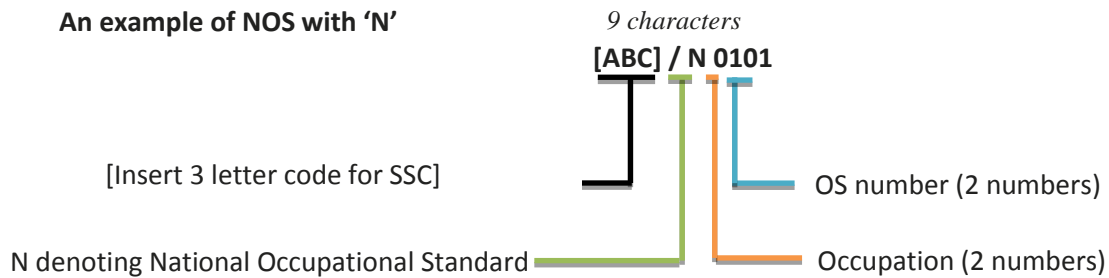 An example of NOS with ‘N’
9 characters
[ABC] / N 0101
[Insert 3 letter code for SSC]
OS number (2 numbers)
N denoting National Occupational Standard
Occupation (2 numbers)